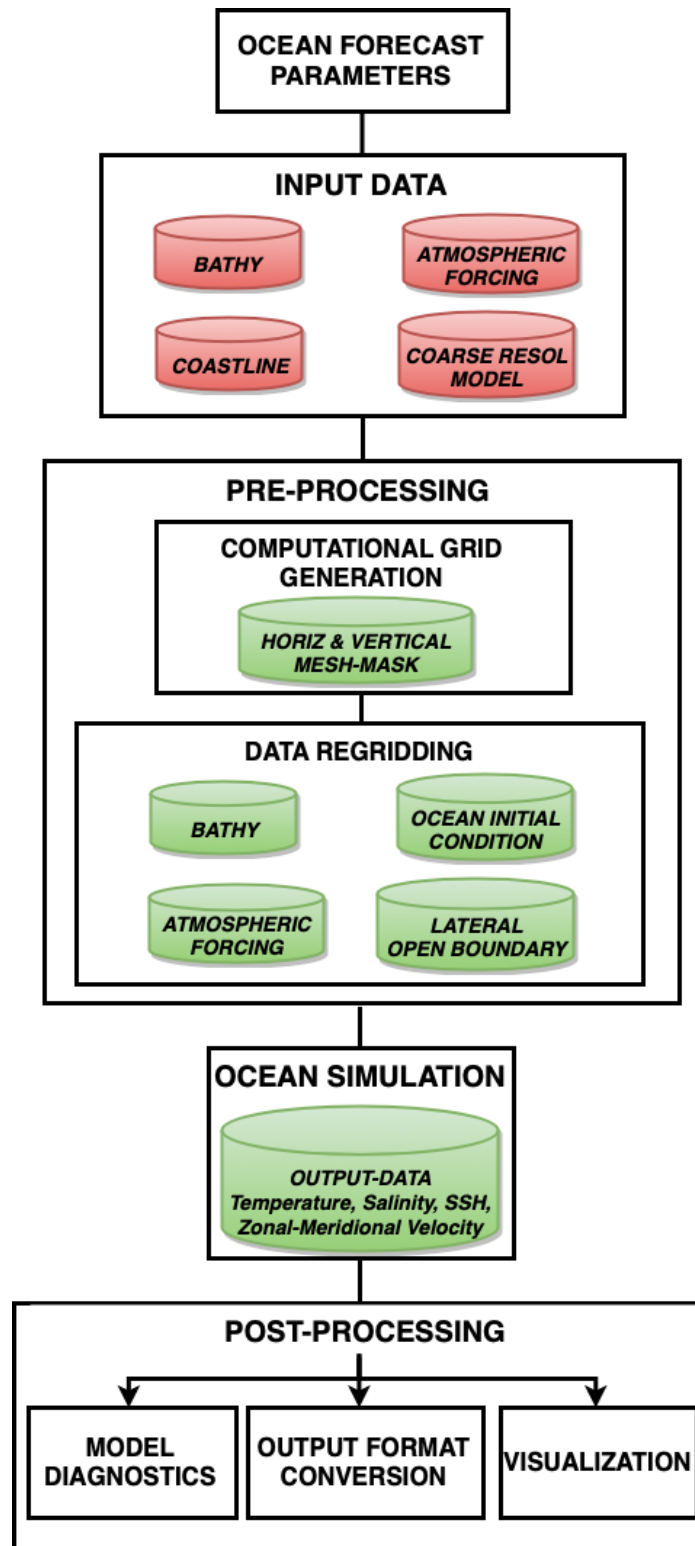 OCEAN FORECAST
PARAMETERS
INPUT DATA
BATHY
ATMOSPHERIC
FORCING
COASTLINE
COARSE RESOL
MODEL
PRE-PROCESSING
COMPUTATIONAL GRID
GENERATION
HORIZ & VERTICAL
MESH-MASK
DATA REGRIDDING
BATHY
OCEAN INITIAL
CONDITION
ATMOSPHERIC
FORCING
LATERAL
OPEN BOUNDARY
OCEAN SIMULATION
OUTPUT-DATA
Temperature, Salinity, SSH,
Zonal-Meridional Velocity
POST-PROCESSING
MODEL
DIAGNOSTICS
OUTPUT FORMAT
CONVERSION
VISUALIZATION